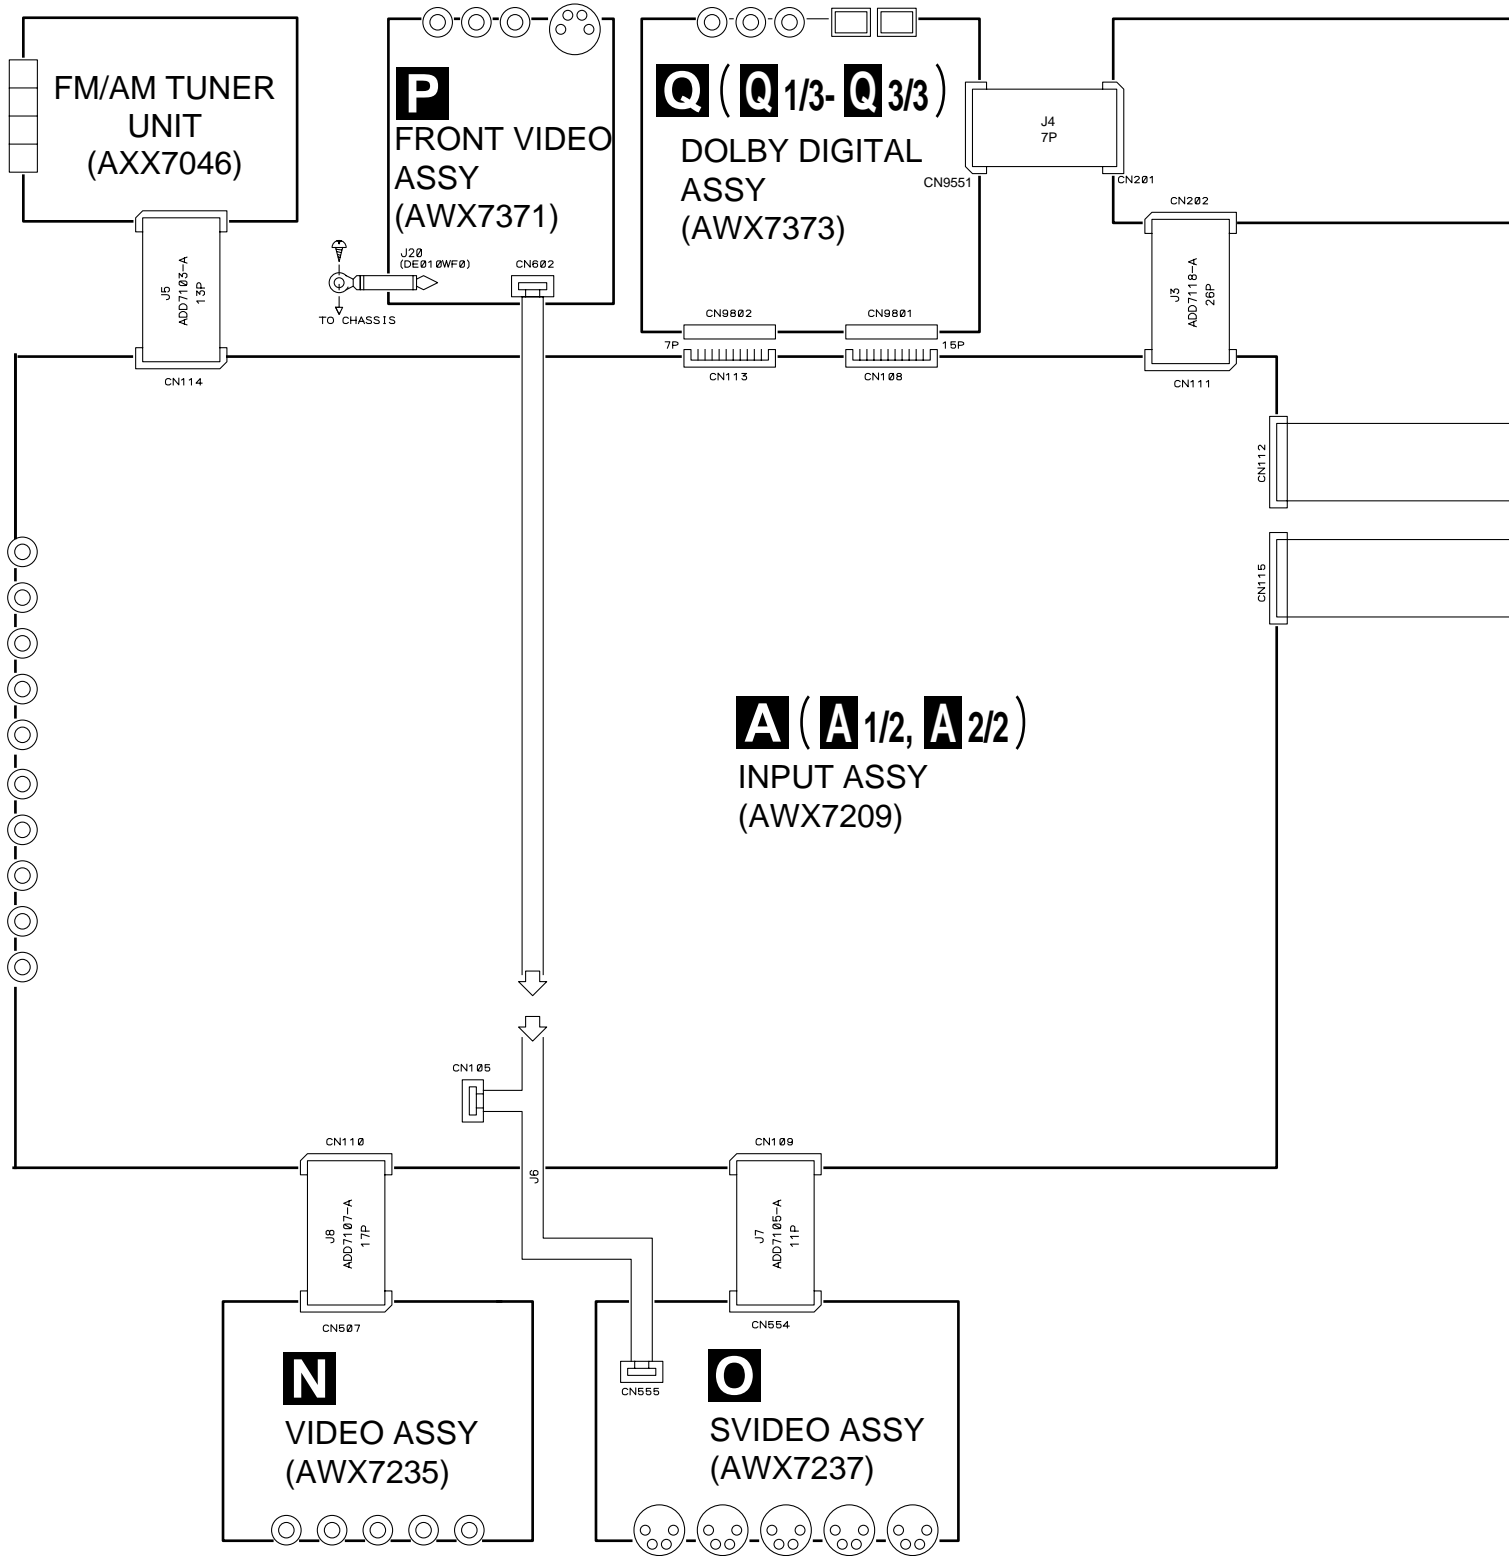 FM/AM TUNER
UNIT
(AXX7046)
P
FRONT VIDEO
ASSY
(AWX7371)
Q ( Q 1/3- Q 3/3 )
DOLBY DIGITAL
ASSY
(AWX7373)
CN9551
J4
7P
CN201
CN202
J5
ADD7103-A
13P
J20
(DE010WF0)
TO CHASSIS
CN602
CN9802
CN9801
J3
ADD7118-A
26P
7P
15P
CN114
CN113
CN108
CN111
CN112
CN115
A ( A 1/2, A 2/2 )
INPUT ASSY
(AWX7209)
CN105
CN110
CN109
J6
J8
ADD7107-A
17P
J7
ADD7105-A
11P
CN507
CN554
CN555
N
VIDEO ASSY
(AWX7235)
O
SVIDEO ASSY
(AWX7237)